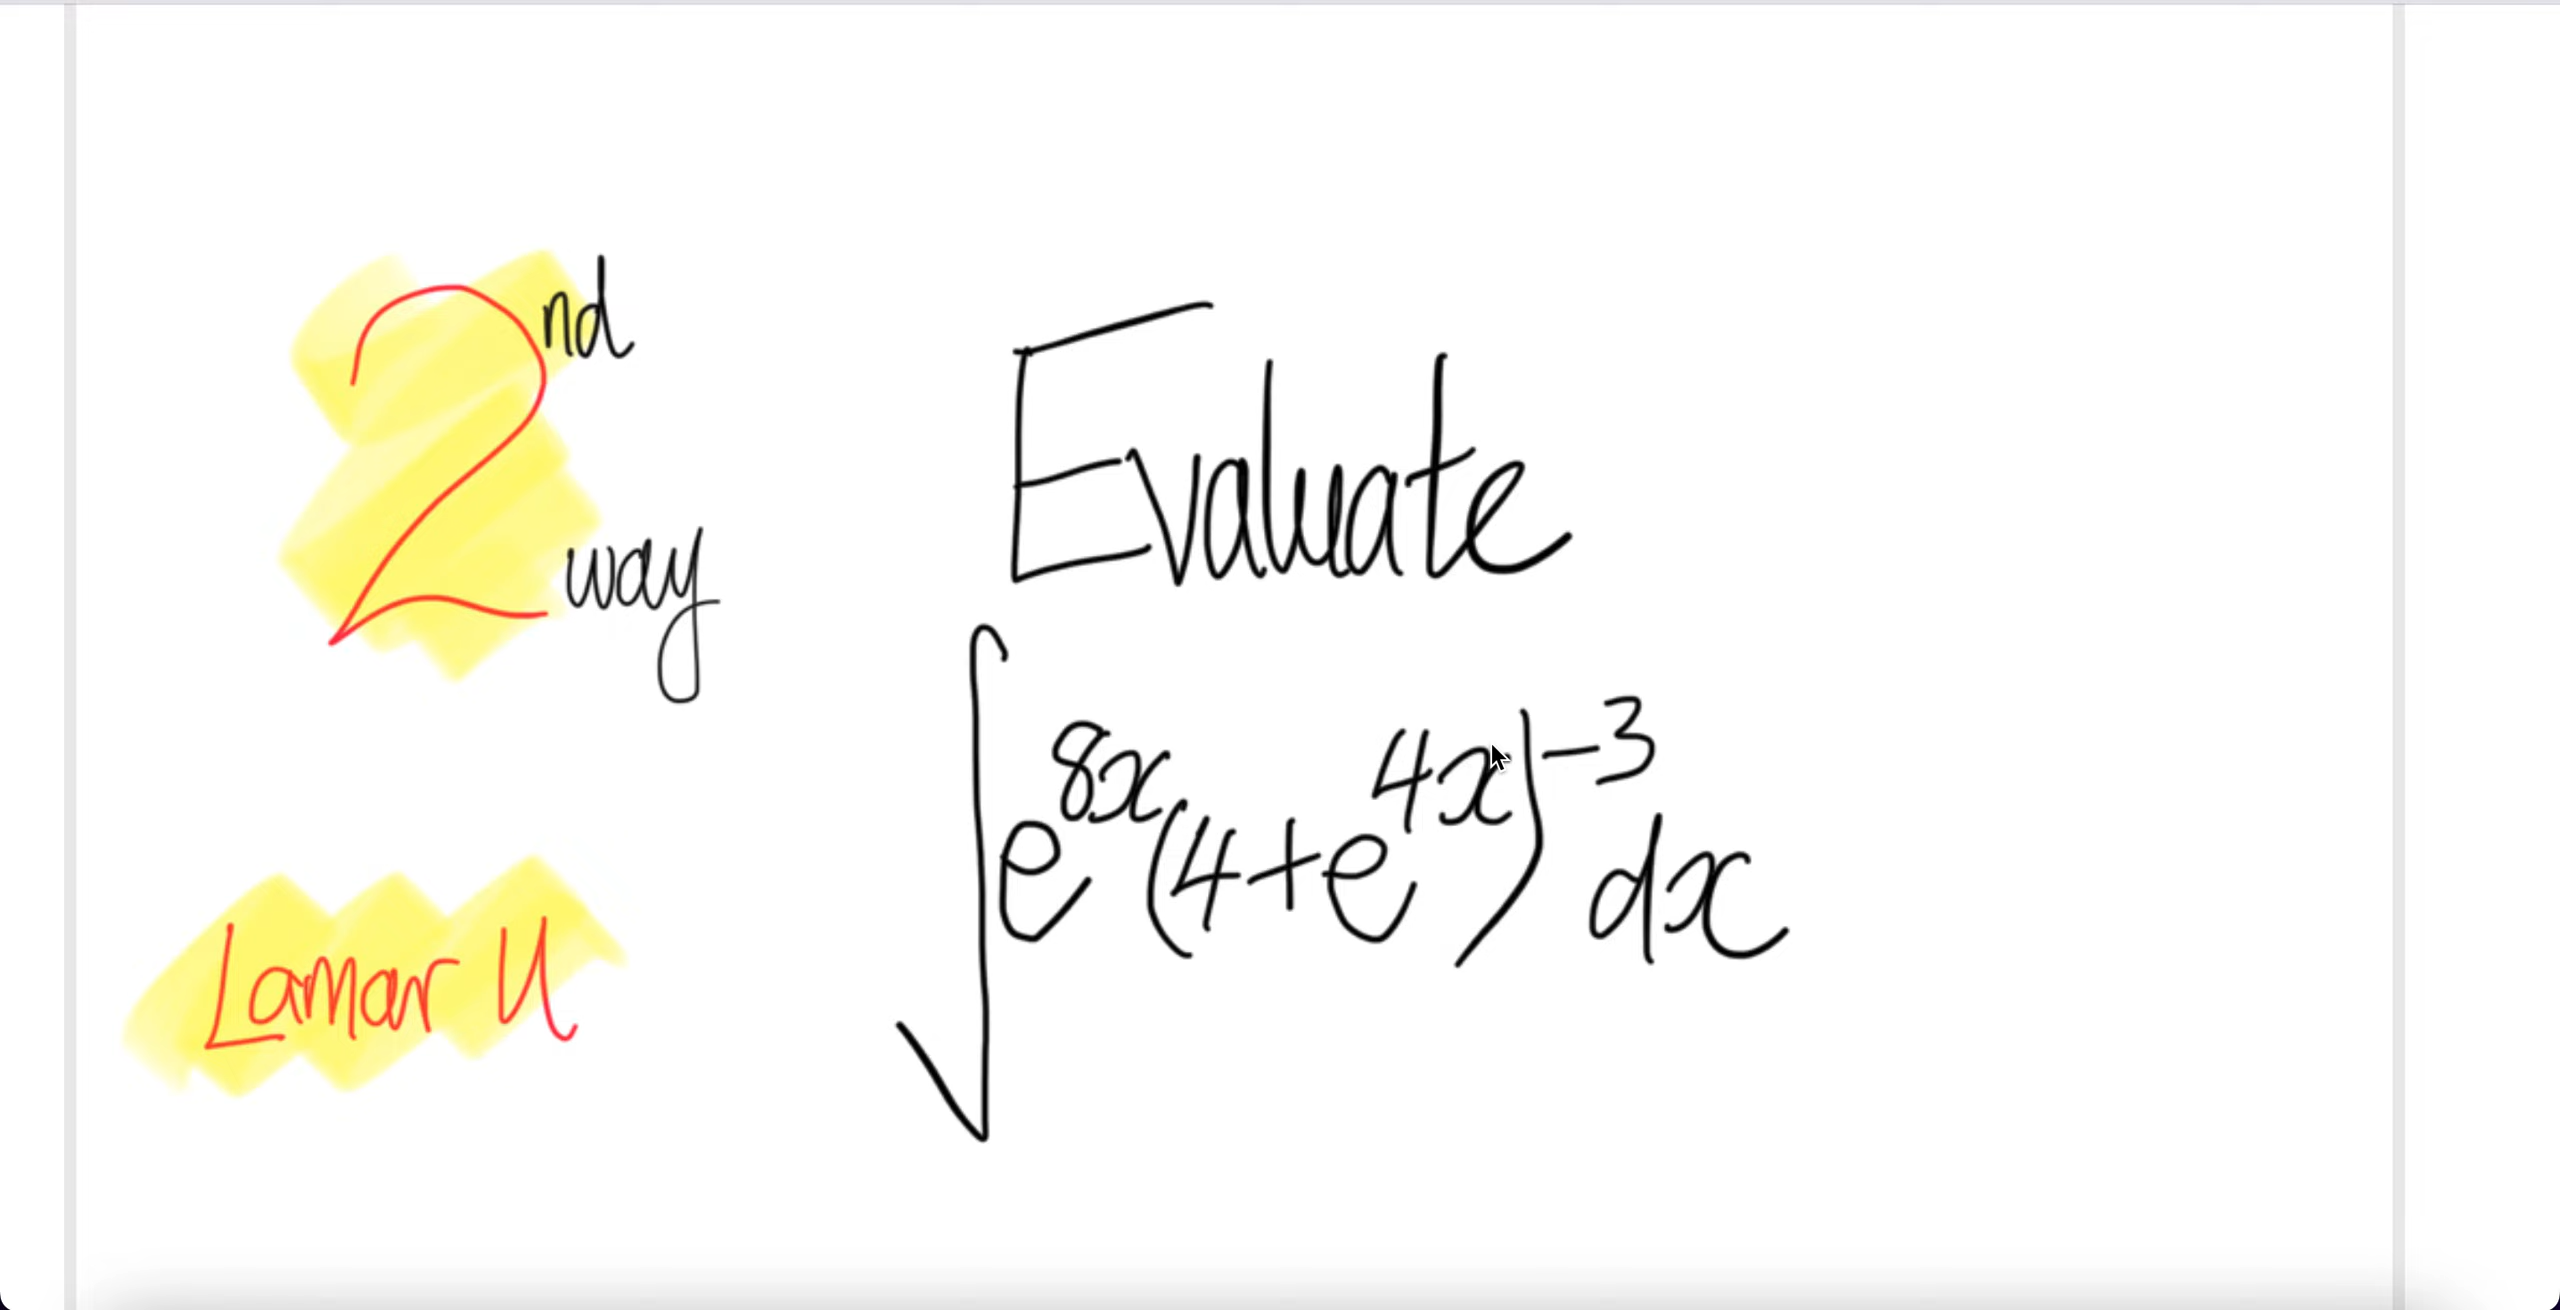 2nd way
Lamar U
Evaluate
∫e^{8x}(4+e^{4x})^{-3} dx